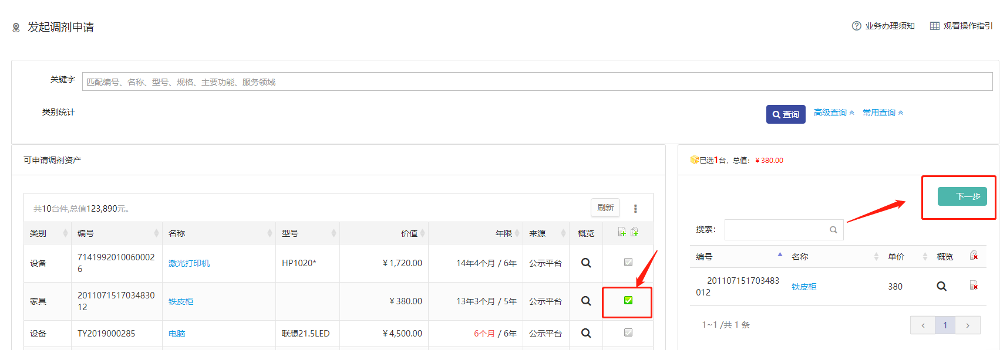 发起调剂申请
业务办理须知 观看操作指引
关键字 匹配编号、名称、型号、规格、主要功能、服务领域
类别统计 查询 高级查询 常用查询
可申请调剂资产
共10台件,总值123,890元。 刷新
类别 编号 名称 型号 价值 年限 来源 概览
设备 7141992010060002 激光打印机 HP1020* ￥1,720.00 14年4个月 / 6年 公示平台
6
家具 2011071517034830 铁皮柜 ￥380.00 13年3个月 / 5年 公示平台
12
设备 TY2019000285 电脑 联想21.5LED ￥4,500.00 6个月 / 6年 公示平台
已选1台，总值：￥380.00
下一步
搜索：
编号 名称 单价 概览
201107151703483 铁皮柜 380
012
1~1 /共 1 条 ‹ 1 ›